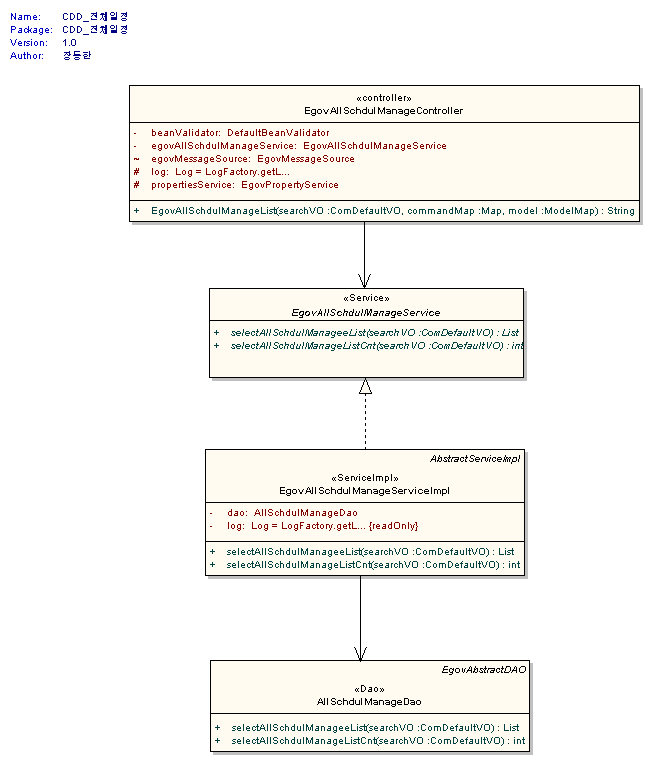 Name: CDD_전체일정
Package: CDD_전체일정
Version: 1.0
Author: 장동한
«controller»
EgovAllSchdulManageController
- beanValidator: DefaultBeanValidator
- egovAllSchdulManageService: EgovAllSchdulManageService
~ egovMessageSource: EgovMessageSource
# log: Log = LogFactory.getL...
# propertiesService: EgovPropertyService
+ EgovAllSchdulManageList(searchVO :ComDefaultVO, commandMap :Map, model :ModelMap) : String
«Service»
EgovAllSchdulManageService
+ selectAllSchdulManageeList(searchVO :ComDefaultVO) : List
+ selectAllSchdulManageListCnt(searchVO :ComDefaultVO) : int
AbstractServiceImpl
«ServiceImpl»
EgovAllSchdulManageServiceImpl
- dao: AllSchdulManageDao
- log: Log = LogFactory.getL... {readOnly}
+ selectAllSchdulManageeList(searchVO :ComDefaultVO) : List
+ selectAllSchdulManageListCnt(searchVO :ComDefaultVO) : int
EgovAbstractDAO
«Dao»
AllSchdulManageDao
+ selectAllSchdulManageeList(searchVO :ComDefaultVO) : List
+ selectAllSchdulManageListCnt(searchVO :ComDefaultVO) : int